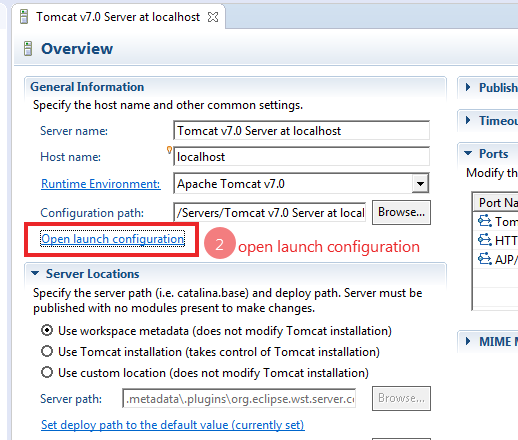 Tomcat v7.0 Server at localhost
Overview
General Information
Specify the host name and other common settings.
Server name: Tomcat v7.0 Server at localhost
Host name: localhost
Runtime Environment: Apache Tomcat v7.0
Configuration path: /Servers/Tomcat v7.0 Server at local Browse...
Open launch configuration 2 open launch configuration
Server Locations
Specify the server path (i.e. catalina.base) and deploy path. Server must be
published with no modules present to make changes.
Use workspace metadata (does not modify Tomcat installation)
Use Tomcat installation (takes control of Tomcat installation)
Use custom location (does not modify Tomcat installation)
Server path: .metadata\.plugins\org.eclipse.wst.server.c Browse...
Set deploy path to the default value (currently set)
Publish
Timeou
Ports
Modify th
Port Na
Tom
HTT
AJP/
MIME M